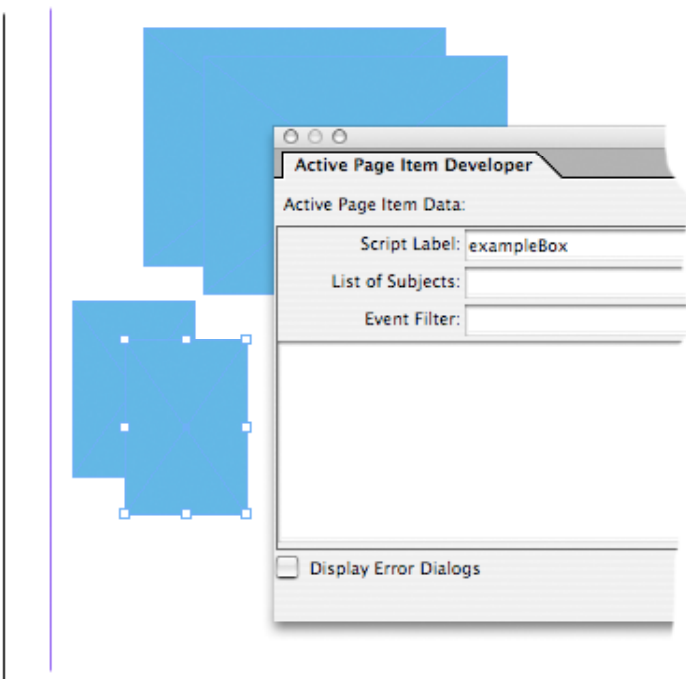 Active Page Item Developer
Active Page Item Data:
Script Label: exampleBox
List of Subjects:
Event Filter:
Display Error Dialogs